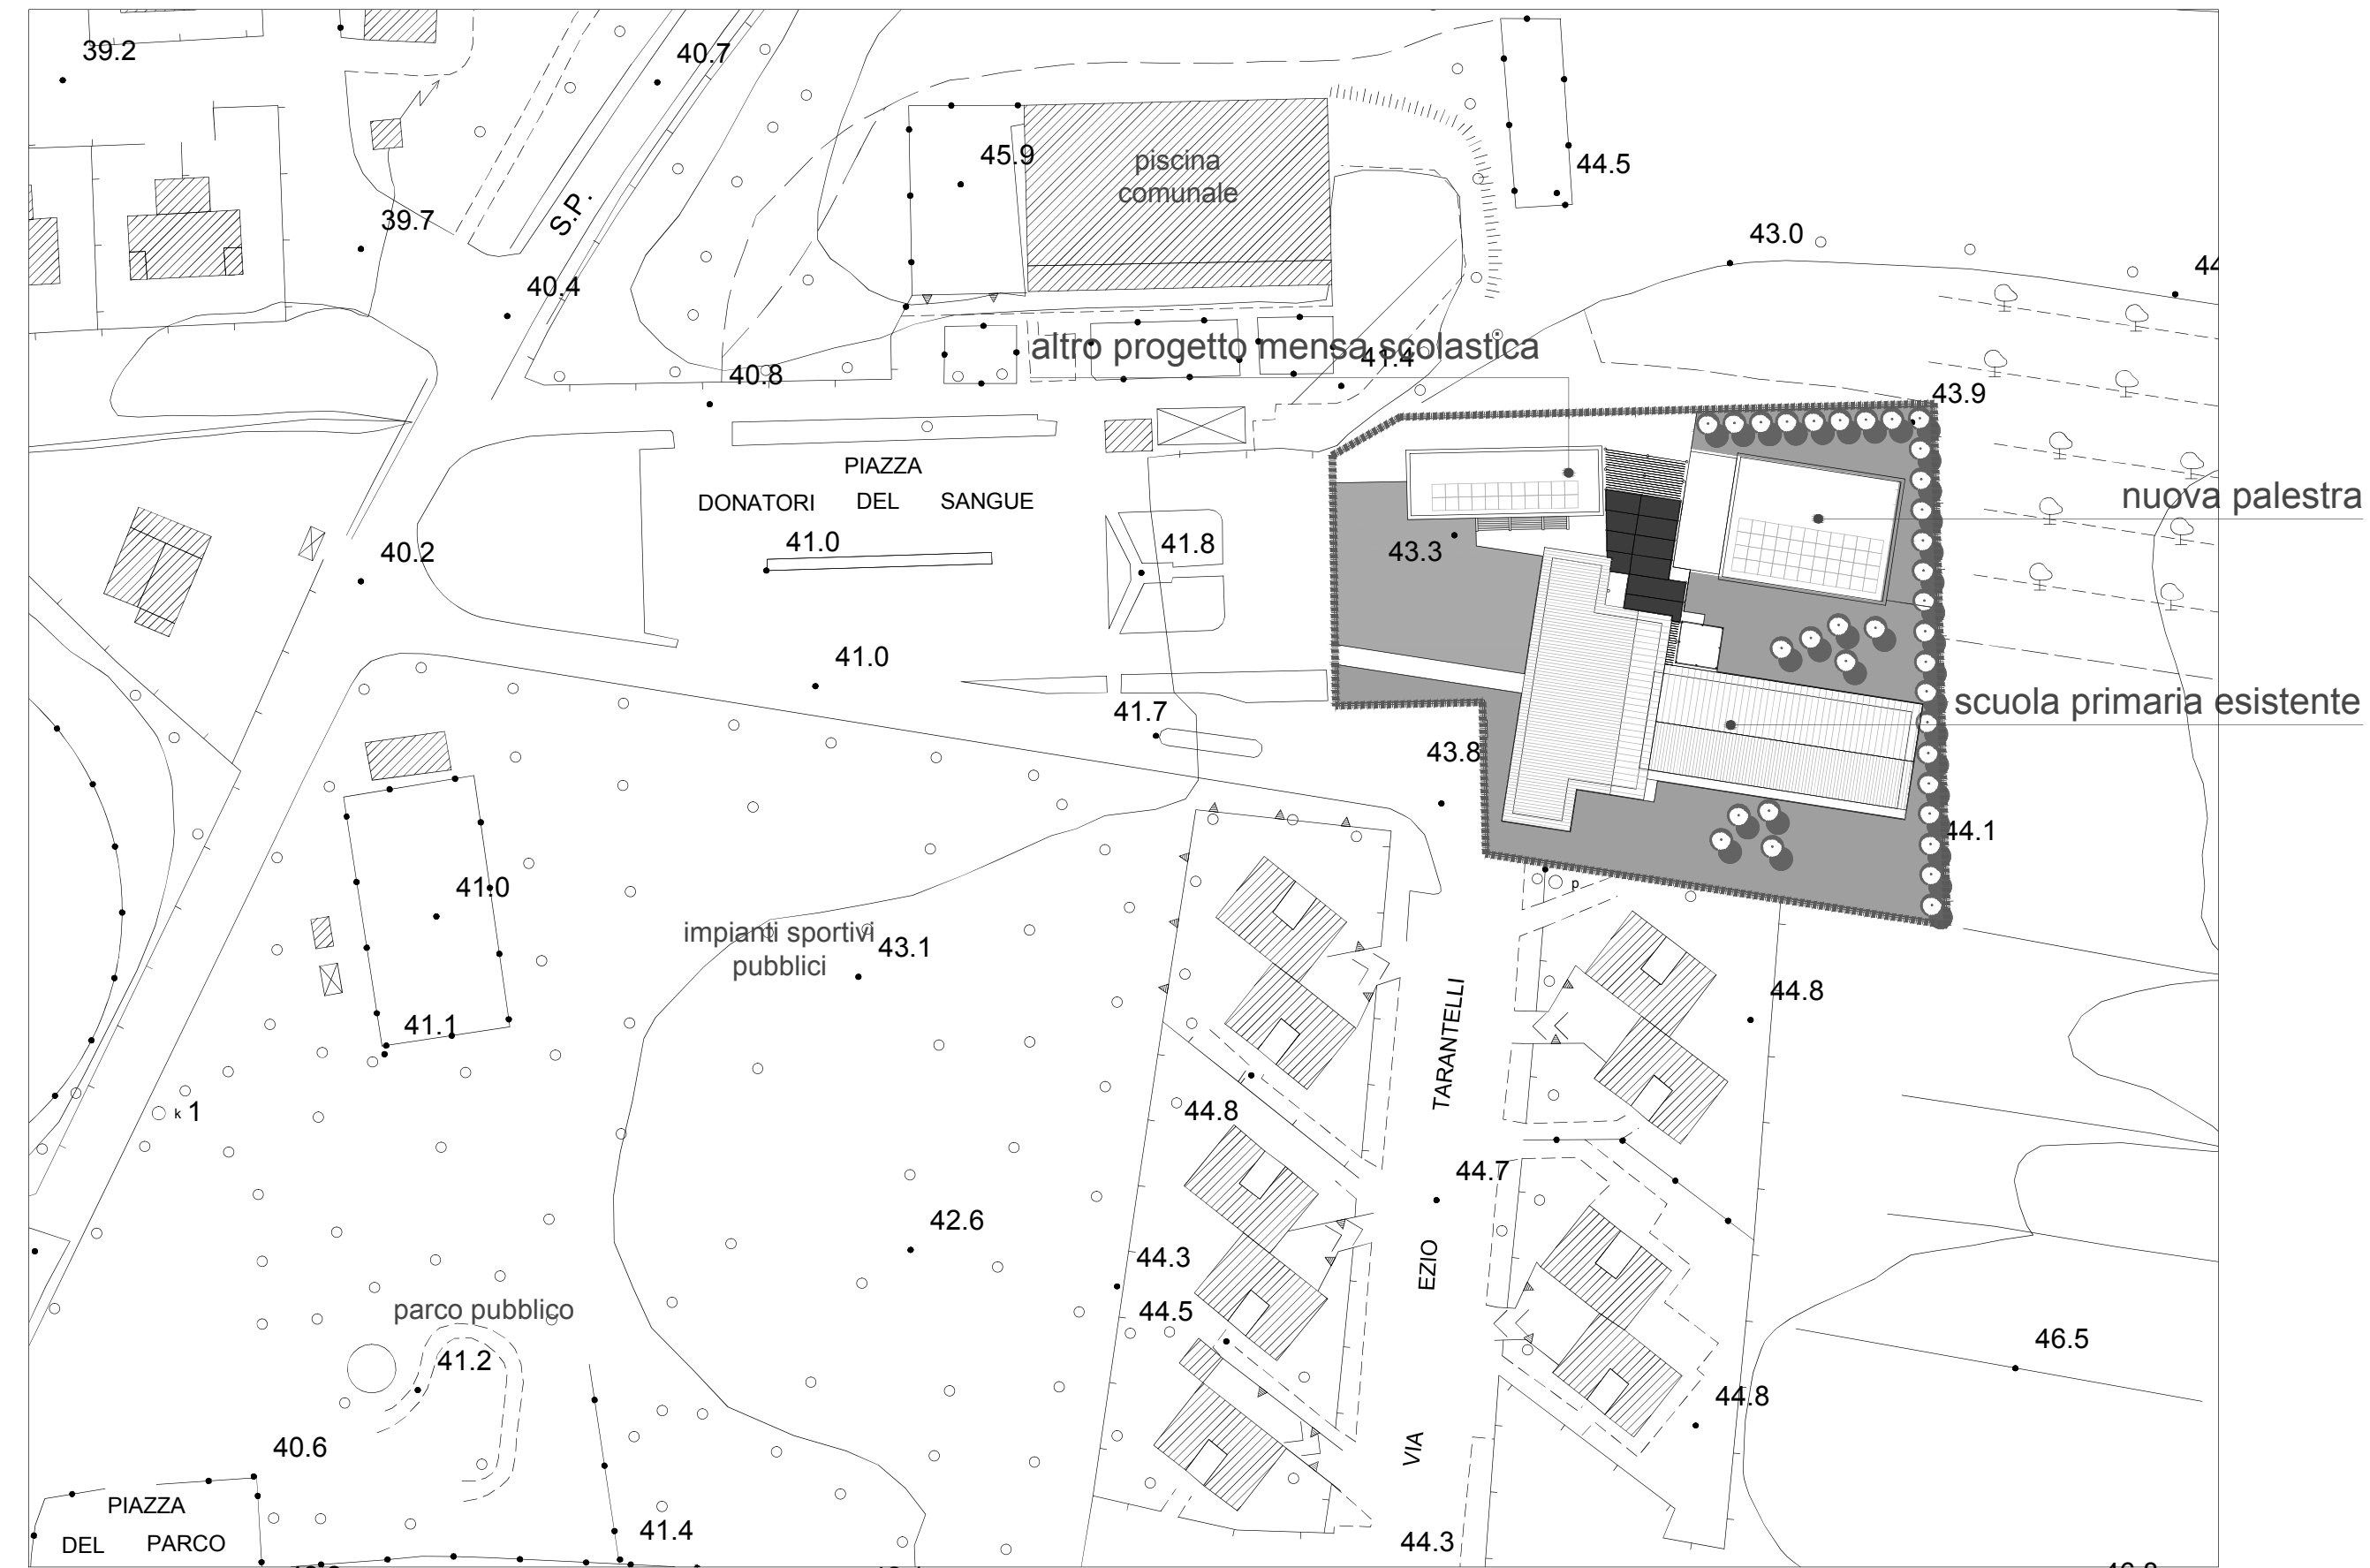 39.2
40.7
45.9
piscina
comunale
44.5
39.7
S.P.
43.0
40.4
altro progetto mensa scolastica
41.4
40.8
43.9
PIAZZA
DONATORI DEL SANGUE
nuova palestra
41.0
41.8
43.3
40.2
41.0
scuola primaria esistente
41.7
43.8
44.1
41.0
p
impianti sportivi
pubblici
43.1
44.8
41.1
TARANTELLI
k 1
44.8
44.7
42.6
44.3
EZIO
parco pubblico
44.5
46.5
41.2
44.8
40.6
VIA
PIAZZA
DEL PARCO
41.4
44.3